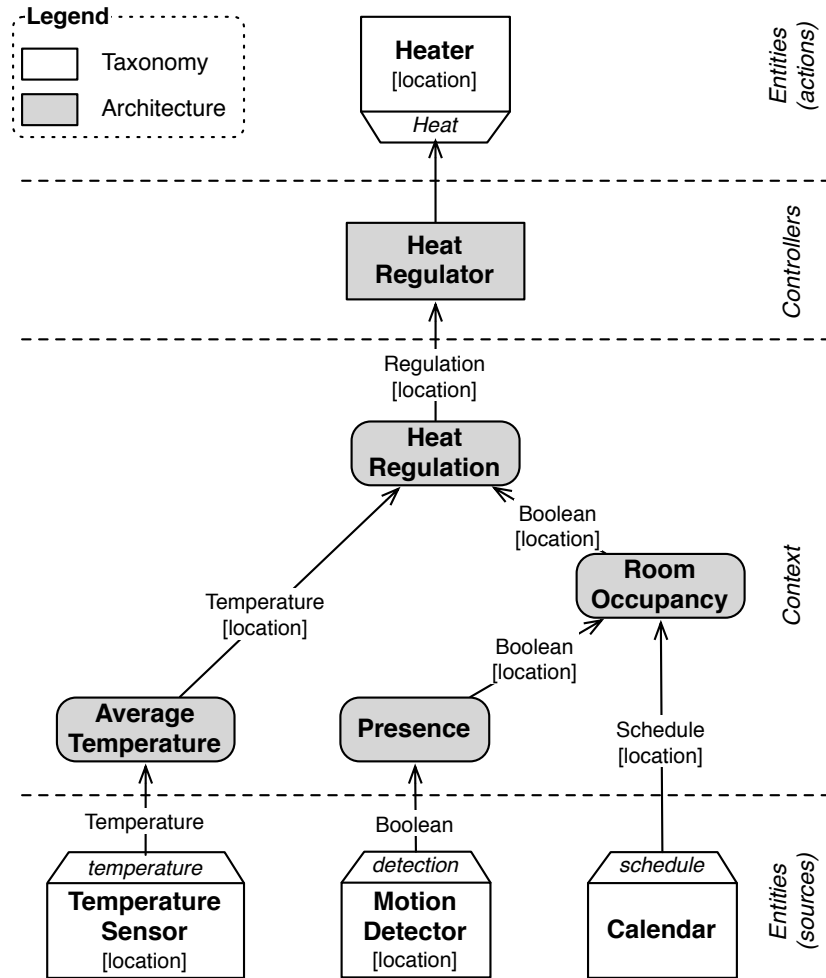 Legend
Taxonomy
Architecture
Heater
[location]
Heat
Entities
(actions)
Heat
Regulator
Controllers
Regulation
[location]
Heat
Regulation
Boolean
[location]
Room
Occupancy
Context
Temperature
[location]
Boolean
[location]
Average
Temperature
Presence
Schedule
[location]
Temperature
Boolean
temperature
detection
schedule
Temperature
Sensor
[location]
Motion
Detector
[location]
Calendar
Entities
(sources)